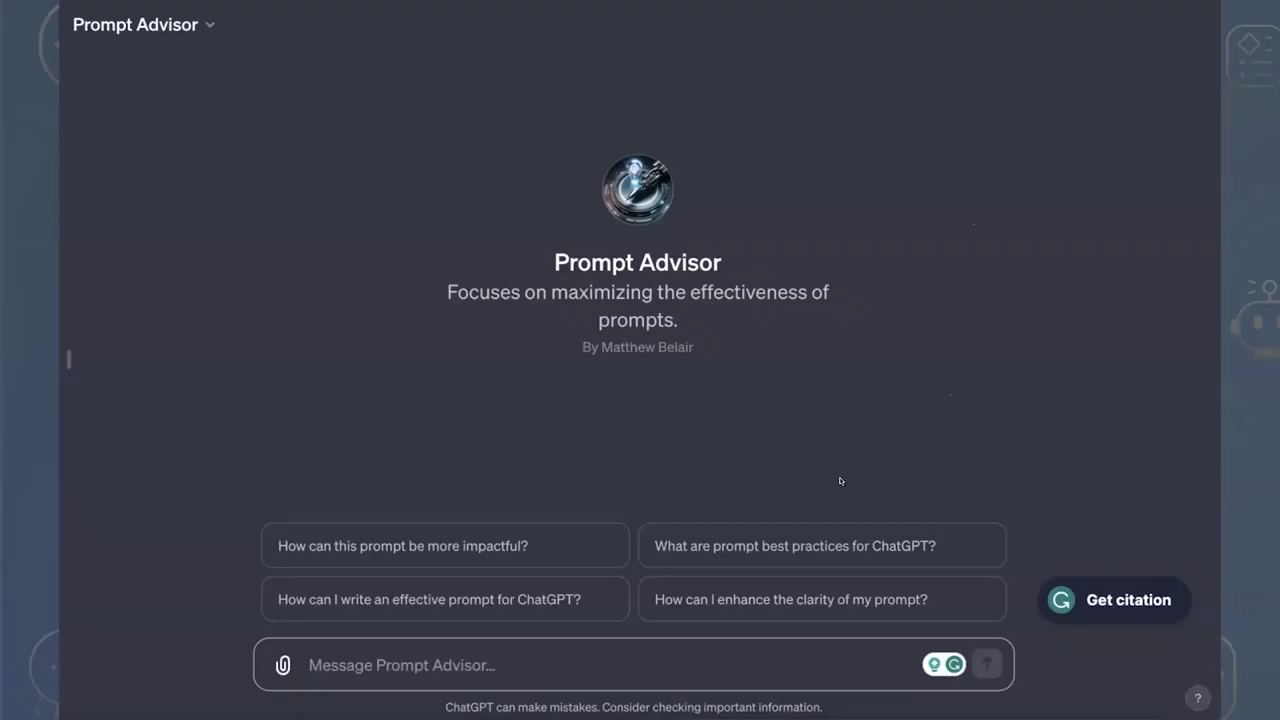 Prompt Advisor
Prompt Advisor
Focuses on maximizing the effectiveness of
prompts.
By Matthew Belair
How can this prompt be more impactful?
What are prompt best practices for ChatGPT?
How can I write an effective prompt for ChatGPT?
How can I enhance the clarity of my prompt?
Get citation
Message Prompt Advisor...
ChatGPT can make mistakes. Consider checking important information.
?